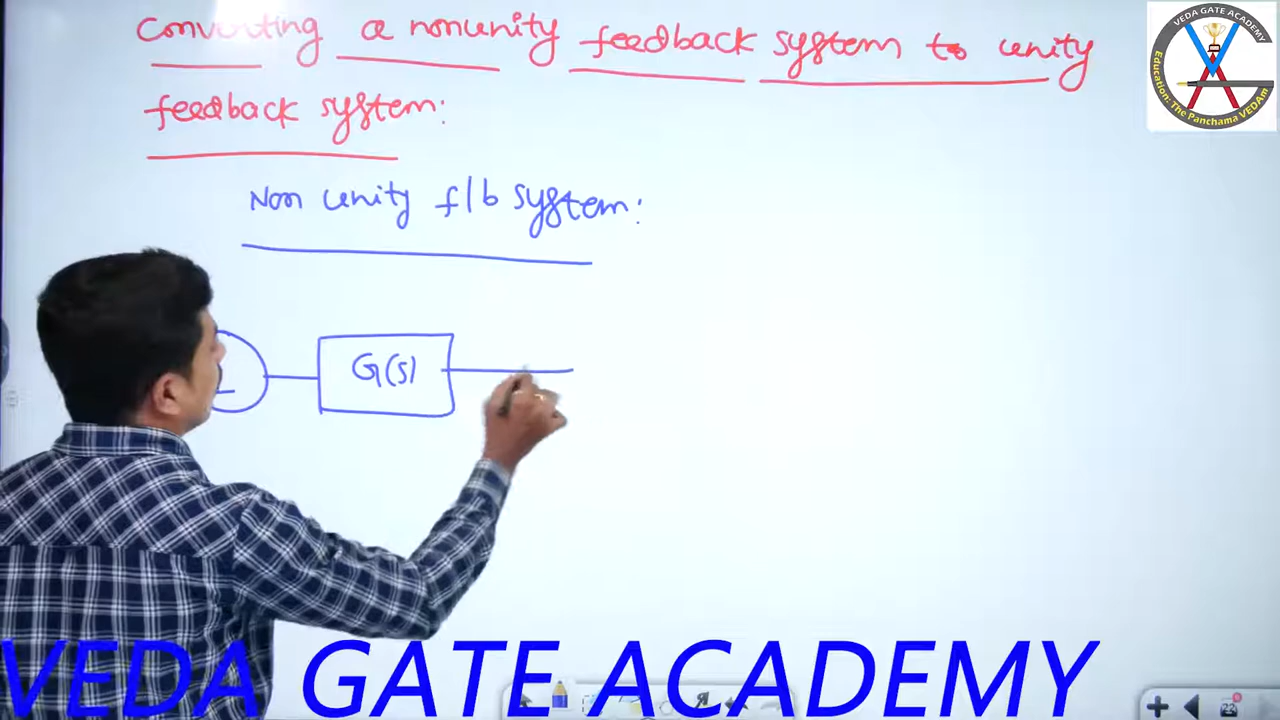 Converting a nonunity feedback system to unity
feedback system:
Non unity f/b system:
G(s)
VEDA GATE ACADEMY
Education: The Panchama VEDAm
VEDA GATE ACADEMY
22